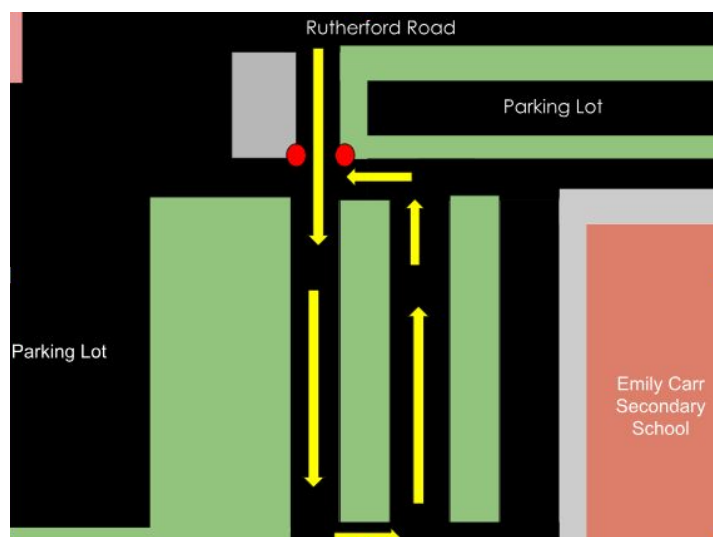 Rutherford Road
Parking Lot
Parking Lot
Emily Carr
Secondary
School